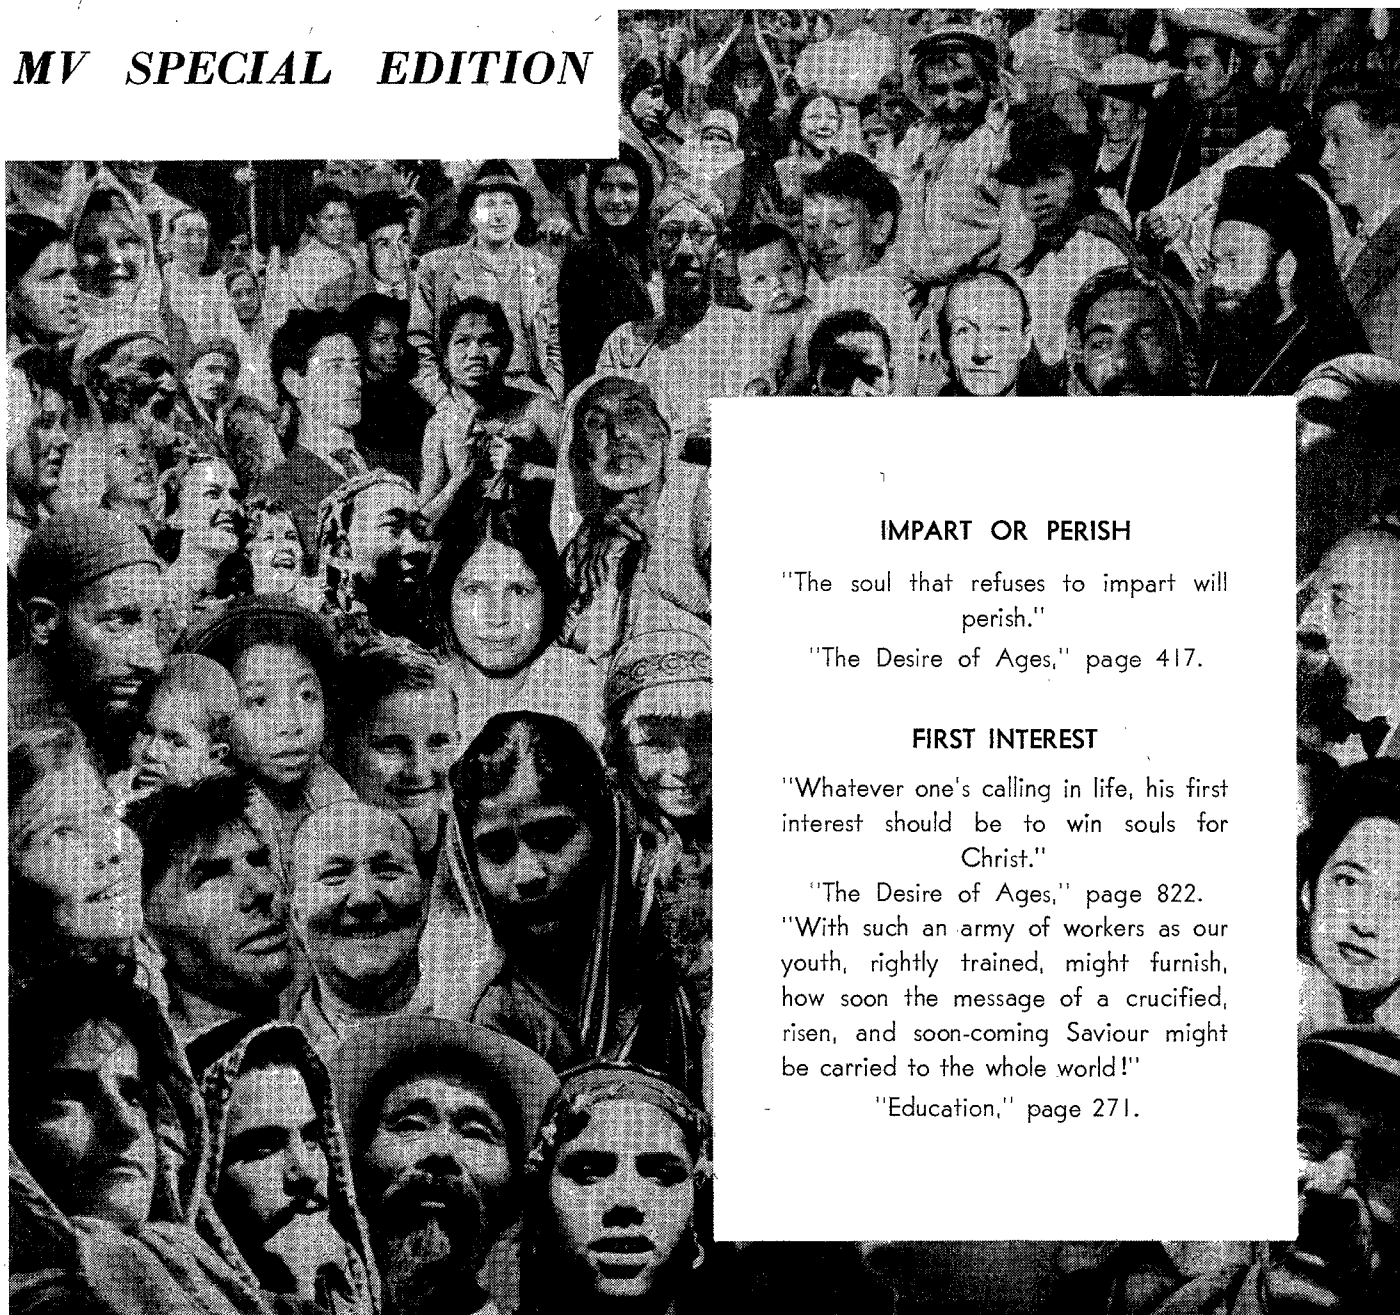 MV SPECIAL EDITION
IMPART OR PERISH
"The soul that refuses to impart will
perish."
"The Desire of Ages," page 417.
FIRST INTEREST
"Whatever one's calling in life, his first
interest should be to win souls for
Christ."
"The Desire of Ages," page 822.
"With such an army of workers as our
youth, rightly trained, might furnish,
how soon the message of a crucified,
risen, and soon-coming Saviour might
be carried to the whole world!"
"Education," page 271.